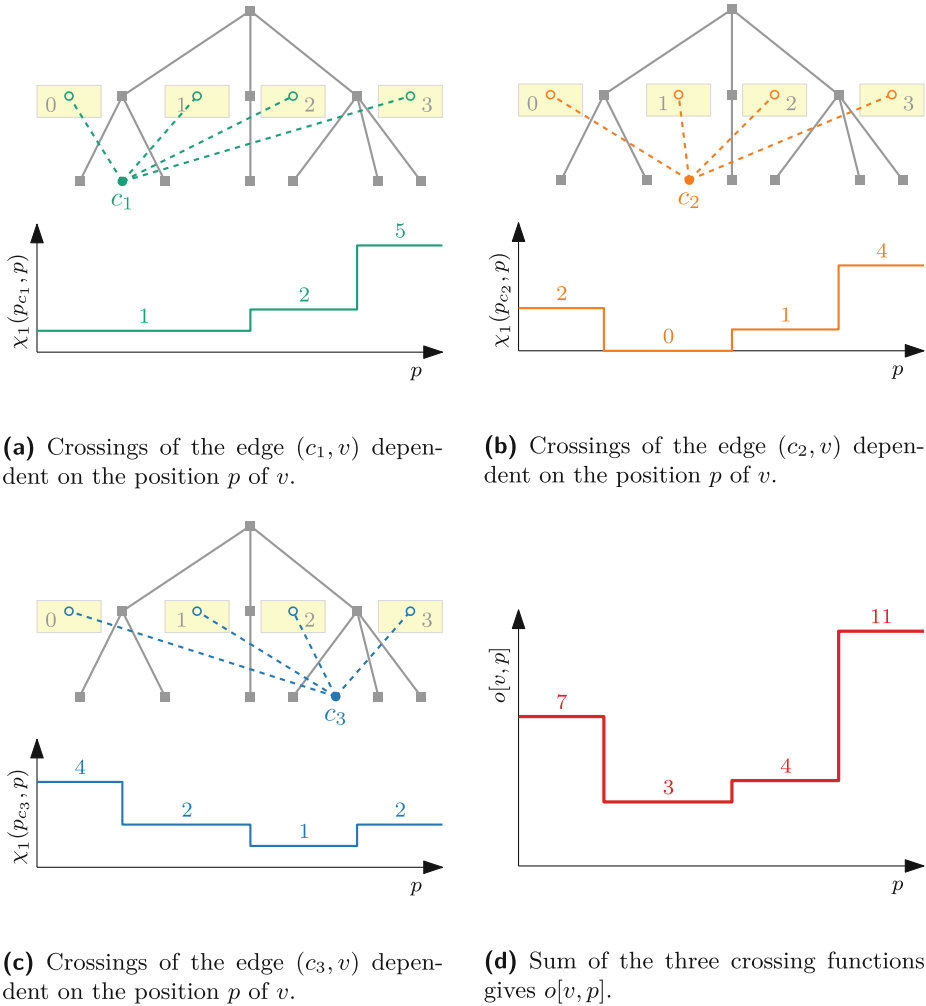 0 1 2 3
c₁
5
2
1
χ₁(p_c₁, p)
p
(a) Crossings of the edge (c₁, v) depen-
dent on the position p of v.
0 1 2 3
c₂
4
2
1
0
χ₁(p_c₂, p)
p
(b) Crossings of the edge (c₂, v) depen-
dent on the position p of v.
0 1 2 3
c₃
4
2
2
1
χ₁(p_c₃, p)
p
(c) Crossings of the edge (c₃, v) depen-
dent on the position p of v.
11
7
4
3
o[v, p]
p
(d) Sum of the three crossing functions
gives o[v, p].